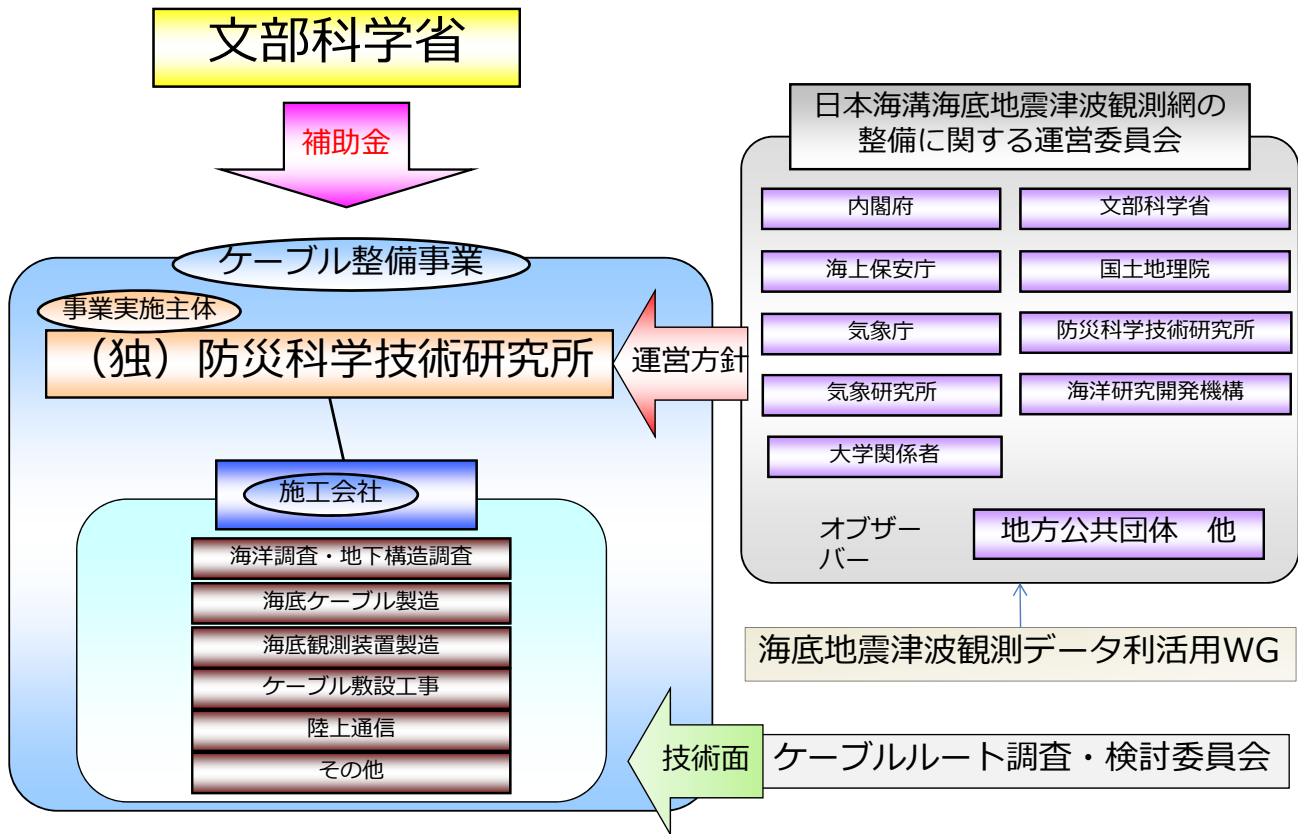 文部科学省
補助金
ケーブル整備事業
事業実施主体
(独)防災科学技術研究所
施工会社
海洋調査・地下構造調査
海底ケーブル製造
海底観測装置製造
ケーブル敷設工事
陸上通信
その他
運営方針
日本海溝海底地震津波観測網の
整備に関する運営委員会
内閣府
文部科学省
海上保安庁
国土地理院
気象庁
防災科学技術研究所
気象研究所
海洋研究開発機構
大学関係者
オブザー
バー
地方公共団体 他
海底地震津波観測データ利活用WG
技術面
ケーブルルート調査・検討委員会